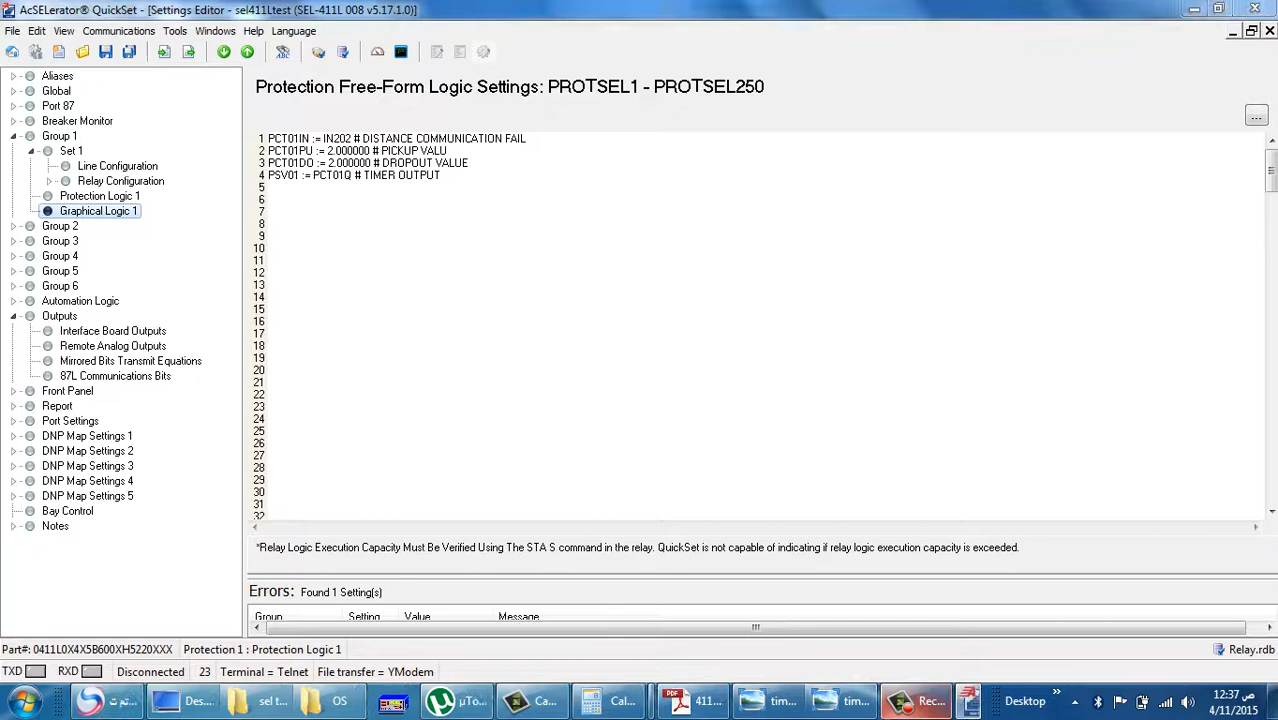 AcSELerator® QuickSet - [Settings Editor - sel411Ltest (SEL-411L 008 v5.17.1.0)]
File Edit View Communications Tools Windows Help Language
Aliases
Global
Port 87
Breaker Monitor
Group 1
Set 1
Line Configuration
Relay Configuration
Protection Logic 1
Graphical Logic 1
Group 2
Group 3
Group 4
Group 5
Group 6
Automation Logic
Outputs
Interface Board Outputs
Remote Analog Outputs
Mirrored Bits Transmit Equations
87L Communications Bits
Front Panel
Report
Port Settings
DNP Map Settings 1
DNP Map Settings 2
DNP Map Settings 3
DNP Map Settings 4
DNP Map Settings 5
Bay Control
Notes
Protection Free-Form Logic Settings: PROTSEL1 - PROTSEL250
...
1 PCT01IN := IN202 # DISTANCE COMMUNICATION FAIL
2 PCT01PU := 2.000000 # PICKUP VALU
3 PCT01DO := 2.000000 # DROPOUT VALUE
4 PSV01 := PCT01Q # TIMER OUTPUT
5
6
7
8
9
10
11
12
13
14
15
16
17
18
19
20
21
22
23
24
25
26
27
28
29
30
31
32
*Relay Logic Execution Capacity Must Be Verified Using The STA S command in the relay. QuickSet is not capable of indicating if relay logic execution capacity is exceeded.
Errors: Found 1 Setting(s)
Group Setting Value Message
Part#: 0411L0X4X5B600XH5220XXX Protection 1 : Protection Logic 1 Relay.rdb
TXD RXD Disconnected 23 Terminal = Telnet File transfer = YModem
تم ت... Des... sel t... OS µTo... Ca... Cal... 411... tim... tim... Rec... Desktop 12:37 ص
4/11/2015